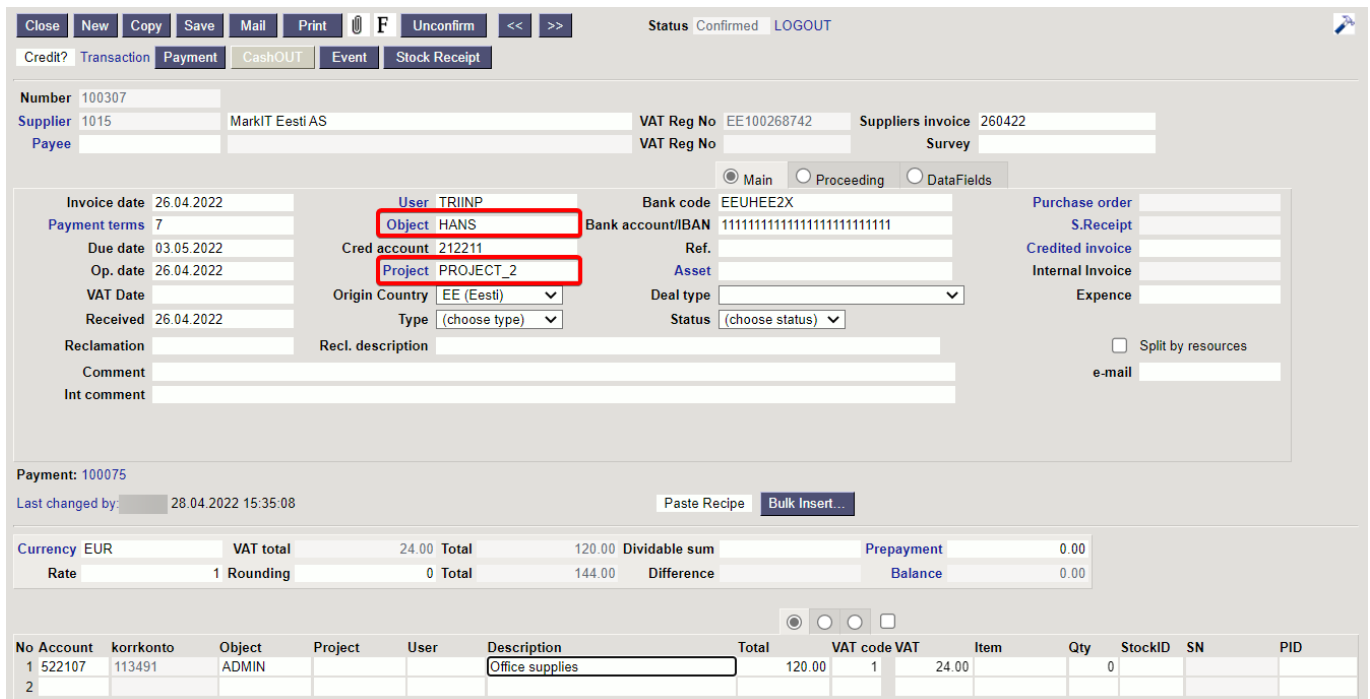 Close New Copy Save Mail Print F Unconfirm << >> Status Confirmed LOGOUT
Credit? Transaction Payment CashOUT Event Stock Receipt
Number 100307
Supplier 1015 MarkIT Eesti AS VAT Reg No EE100268742 Suppliers invoice 260422
Payee VAT Reg No Survey
Main Proceeding DataFields
Invoice date 26.04.2022 User TRIINP Bank code EEUHEE2X Purchase order
Payment terms 7 Object HANS Bank account/IBAN 1111111111111111111111111 S.Receipt
Due date 03.05.2022 Cred account 212211 Ref. Credited invoice
Op. date 26.04.2022 Project PROJECT_2 Asset Internal Invoice
VAT Date Origin Country EE (Eesti) Deal type Expence
Received 26.04.2022 Type (choose type) Status (choose status)
Reclamation Recl. description Split by resources
Comment e-mail
Int comment
Payment: 100075
Last changed by: 28.04.2022 15:35:08 Paste Recipe Bulk Insert...
Currency EUR VAT total 24.00 Total 120.00 Dividable sum Prepayment 0.00
Rate 1 Rounding 0 Total 144.00 Difference Balance 0.00
No Account korrkonto Object Project User Description Total VAT code VAT Item Qty StockID SN PID
1 522107 113491 ADMIN Office supplies 120.00 1 24.00 0
2